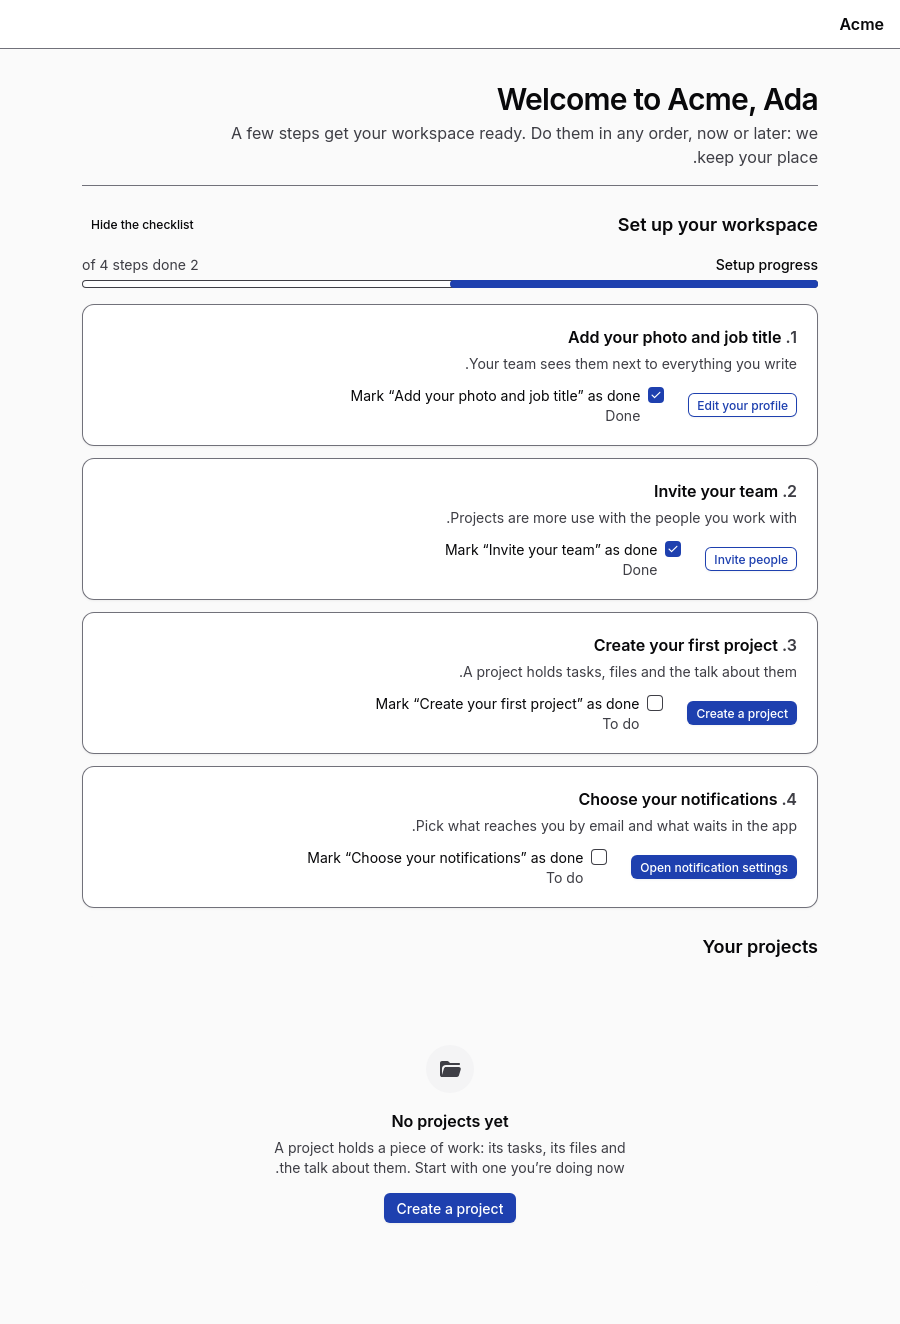 Acme
Welcome to Acme, Ada
A few steps get your workspace ready. Do them in any order, now or later: we
.keep your place
Set up your workspace
Hide the checklist
Setup progress
of 4 steps done 2
Add your photo and job title .1
.Your team sees them next to everything you write
Edit your profile
Mark “Add your photo and job title” as done
Done
Invite your team .2
.Projects are more use with the people you work with
Invite people
Mark “Invite your team” as done
Done
Create your first project .3
.A project holds tasks, files and the talk about them
Create a project
Mark “Create your first project” as done
To do
Choose your notifications .4
.Pick what reaches you by email and what waits in the app
Open notification settings
Mark “Choose your notifications” as done
To do
Your projects
No projects yet
A project holds a piece of work: its tasks, its files and
.the talk about them. Start with one you’re doing now
Create a project